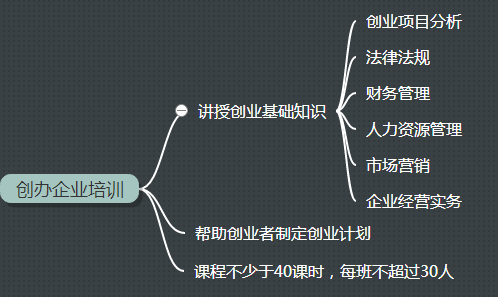 创业项目分析
法律法规
财务管理
讲授创业基础知识
人力资源管理
市场营销
创办企业培训
企业经营实务
帮助创业者制定创业计划
课程不少于40课时，每班不超过30人